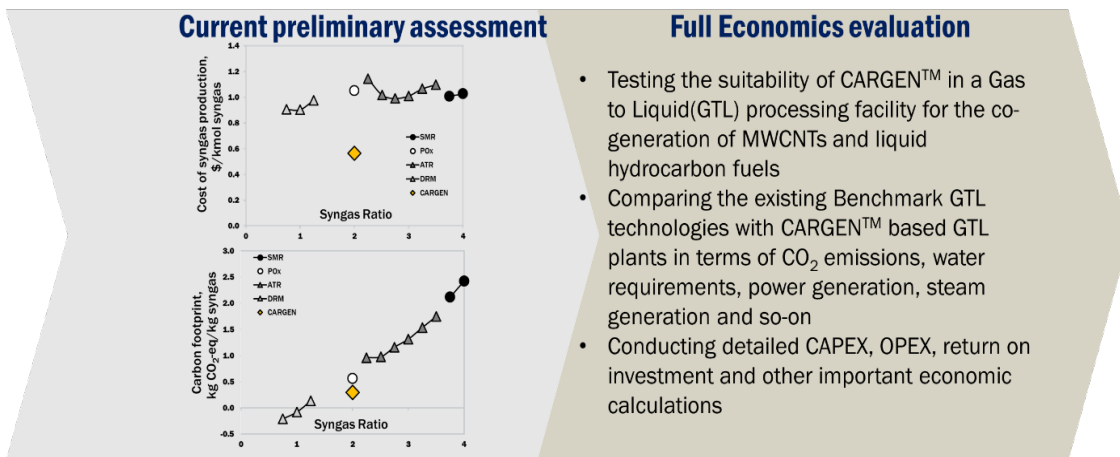 Current preliminary assessment
Cost of syngas production,
$/kmol syngas
1.4
1.2
1.0
0.8
0.6
0.4
0.2
0.0
SMR
POx
ATR
DRM
CARGEN
Syngas Ratio
0
1
2
3
4
Carbon footprint,
kg CO2-eq/kg syngas
3.0
2.5
2.0
1.5
1.0
0.5
0.0
-0.5
SMR
POx
ATR
DRM
CARGEN
Syngas Ratio
0
1
2
3
4
Full Economics evaluation
• Testing the suitability of CARGEN™ in a Gas
to Liquid(GTL) processing facility for the co-
generation of MWCNTs and liquid
hydrocarbon fuels
• Comparing the existing Benchmark GTL
technologies with CARGEN™ based GTL
plants in terms of CO2 emissions, water
requirements, power generation, steam
generation and so-on
• Conducting detailed CAPEX, OPEX, return on
investment and other important economic
calculations